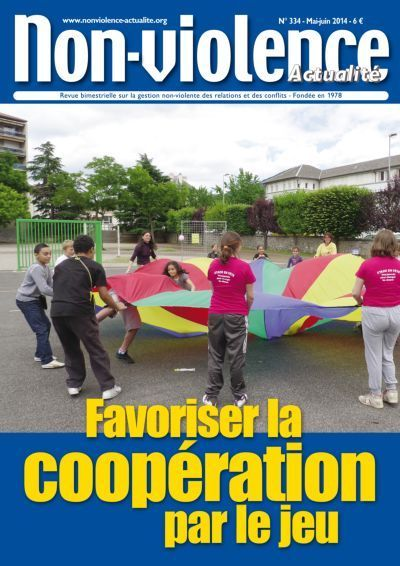 www.nonviolence-actualite.org
N° 334 - Mai-juin 2014 - 6 €
Non-violence
Actualité
Revue bimestrielle sur la gestion non-violente des relations et des conflits - Fondée en 1978
Favoriser la
coopération
par le jeu